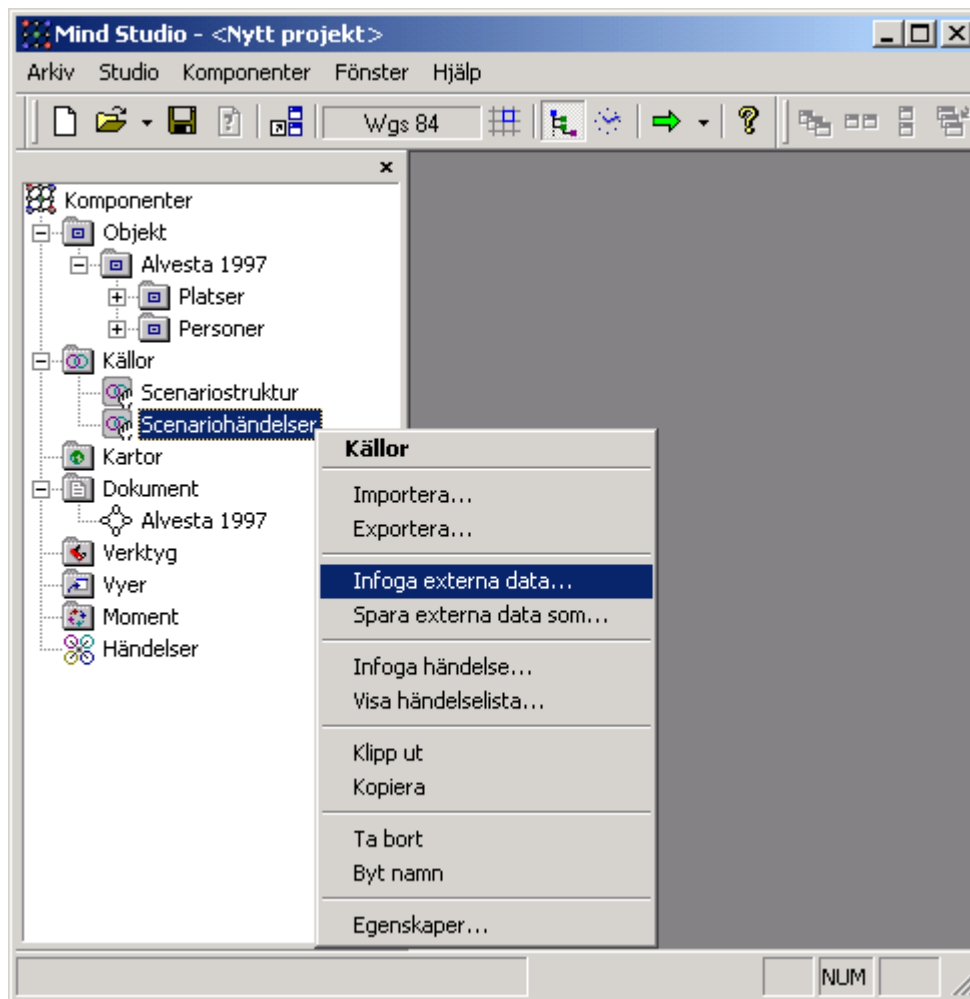 Mind Studio - <Nytt projekt>
Arkiv Studio Komponenter Fönster Hjälp
Wgs 84
Komponenter
Objekt
Alvesta 1997
Platser
Personer
Källor
Scenariostruktur
Scenariohändelser
Kartor
Dokument
Alvesta 1997
Verktyg
Vyer
Moment
Händelser
Källor
Importera...
Exportera...
Infoga externa data...
Spara externa data som...
Infoga händelse...
Visa händelselista...
Klipp ut
Kopiera
Ta bort
Byt namn
Egenskaper...
NUM